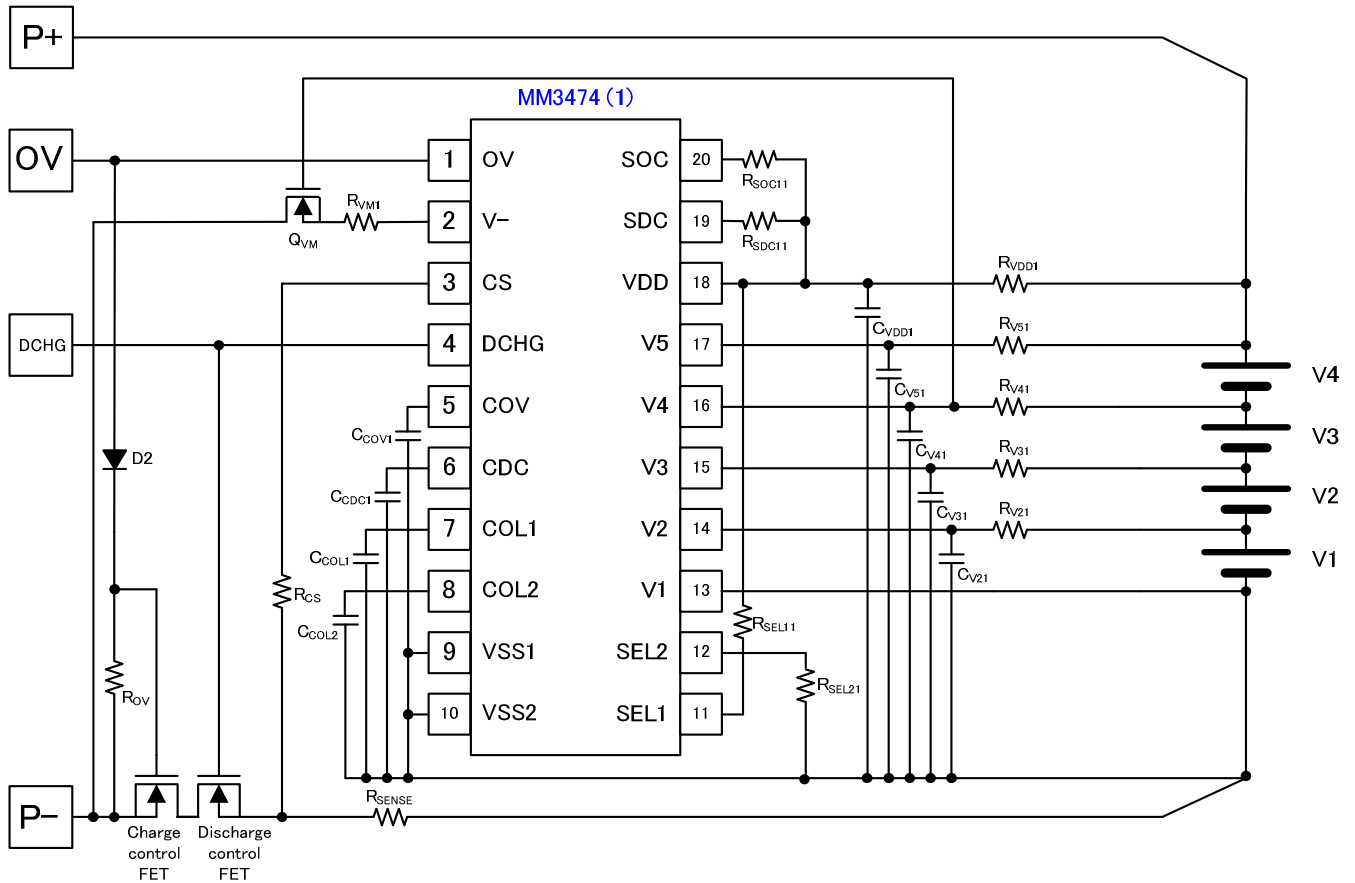 P+
MM3474(1)
OV
1
OV
SOC
20
RSOC11
RVM1
QVM
2
V-
SDC
19
RSDC11
3
CS
VDD
18
RVDD1
CVDD1
DCHG
4
DCHG
V5
17
RV51
CV51
V4
5
COV
V4
16
RV41
CCOV1
CV41
V3
D2
6
CDC
V3
15
RV31
CCDC1
CV31
V2
7
COL1
V2
14
RV21
CCOL1
CV21
V1
RCS
8
COL2
V1
13
CCOL2
RSEL11
9
VSS1
SEL2
12
ROV
RSEL21
10
VSS2
SEL1
11
RSENSE
P-
Charge
control
FET
Discharge
control
FET